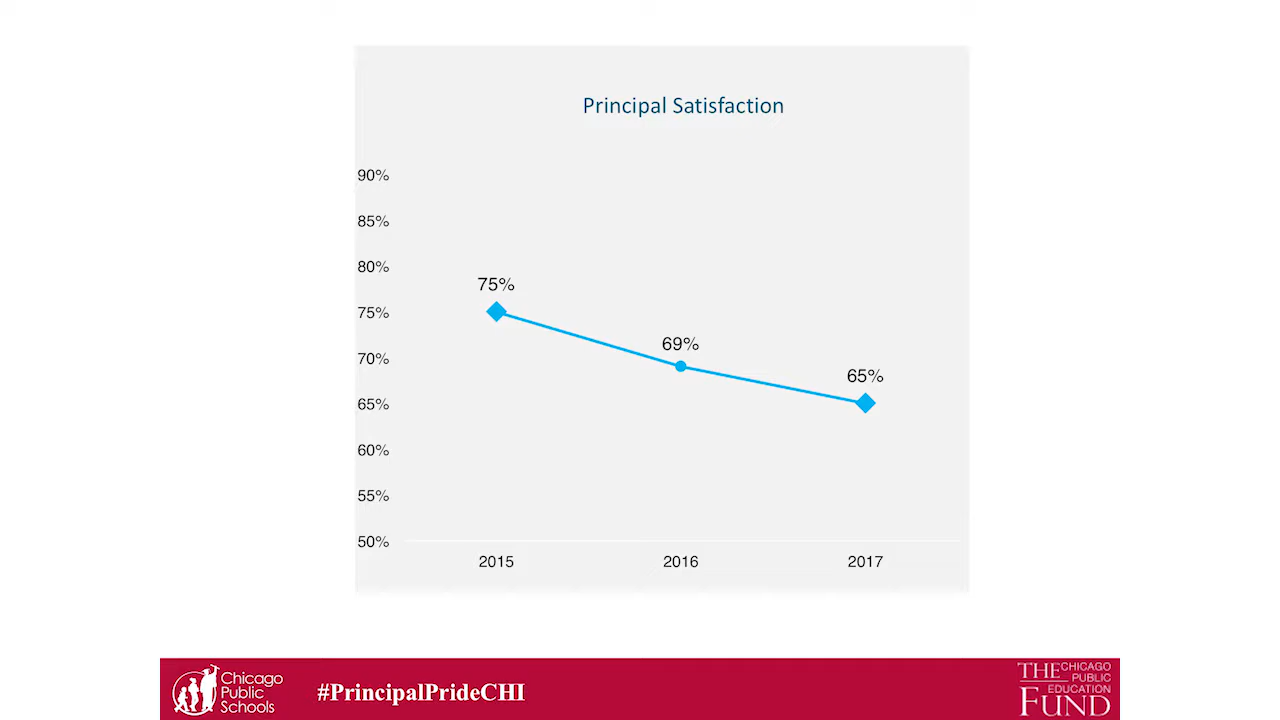 Principal Satisfaction
90%
85%
80%
75%
70%
65%
60%
55%
50%
75%
69%
65%
2015 2016 2017
Chicago
Public
Schools
#PrincipalPrideCHI
THE CHICAGO
PUBLIC
EDUCATION
FUND